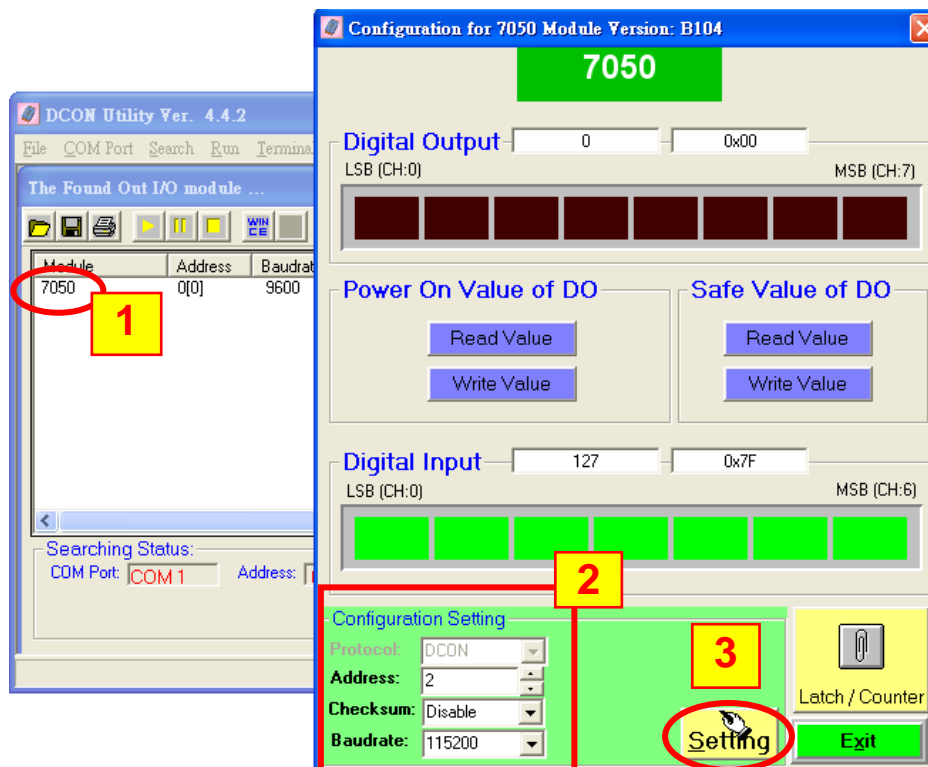 Configuration for 7050 Module Version: B104
7050
DCON Utility Ver. 4.4.2
File COM Port Search Run Terminal
The Found Out I/O module ...
WIN CE
Module Address Baudrat
7050 0[0] 9600
1
Searching Status:
COM Port: COM 1 Address:
Digital Output 0 0x00
LSB (CH:0) MSB (CH:7)
Power On Value of DO Safe Value of DO
Read Value Read Value
Write Value Write Value
Digital Input 127 0x7F
LSB (CH:0) MSB (CH:6)
2
Configuration Setting
Protocol: DCON
Address: 2
Checksum: Disable
Baudrate: 115200
3
Setting
Latch / Counter
Exit